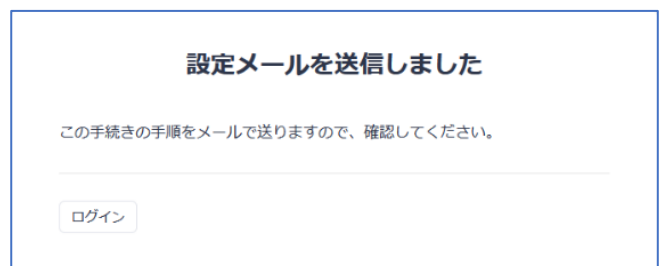 設定メールを送信しました
この手続きの手順をメールで送りますので、確認してください。
ログイン